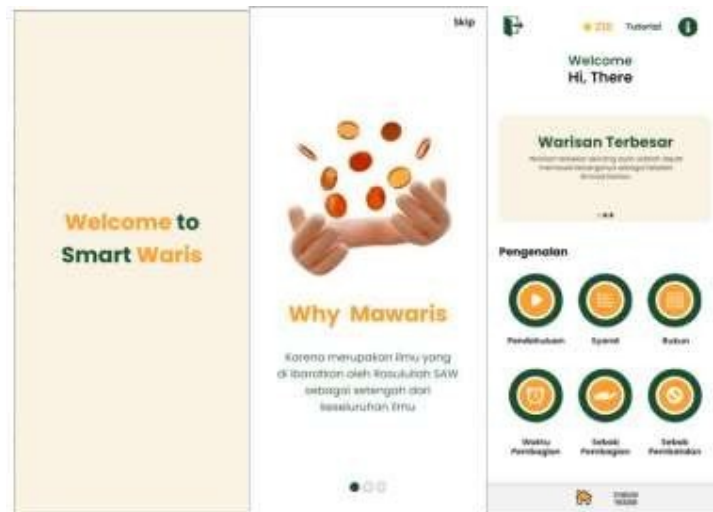 Welcome to
Smart Waris
Skip
Why Mawaris
Karena merupakan ilmu yang
di ibaratkan oleh Rasulullah SAW
sebagai setengah dari
keseluruhan ilmu
Tutorial
Welcome
Hi, There
Warisan Terbesar
Pengenalan
Pendahuluan
Syarat
Rukun
Waktu
Pembagian
Sebab
Pembagian
Sebab